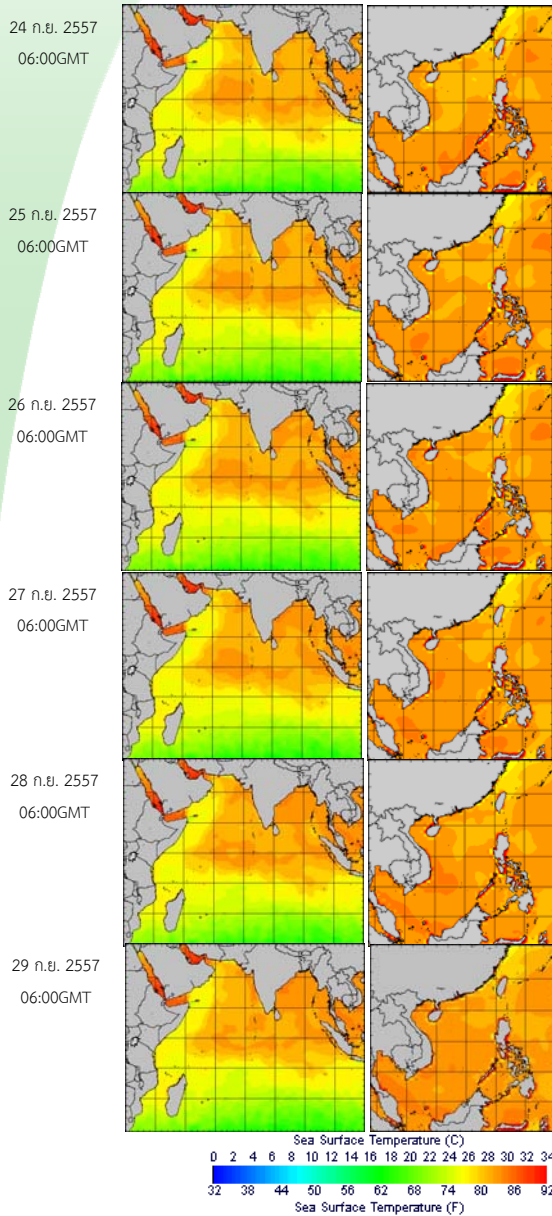 24 ก.ย. 2557
06:00GMT
25 ก.ย. 2557
06:00GMT
26 ก.ย. 2557
06:00GMT
27 ก.ย. 2557
06:00GMT
28 ก.ย. 2557
06:00GMT
29 ก.ย. 2557
06:00GMT
Sea Surface Temperature (C)
0 2 4 6 8 10 12 14 16 18 20 22 24 26 28 30 32 34
32 38 44 50 56 62 68 74 80 86 92
Sea Surface Temperature (F)